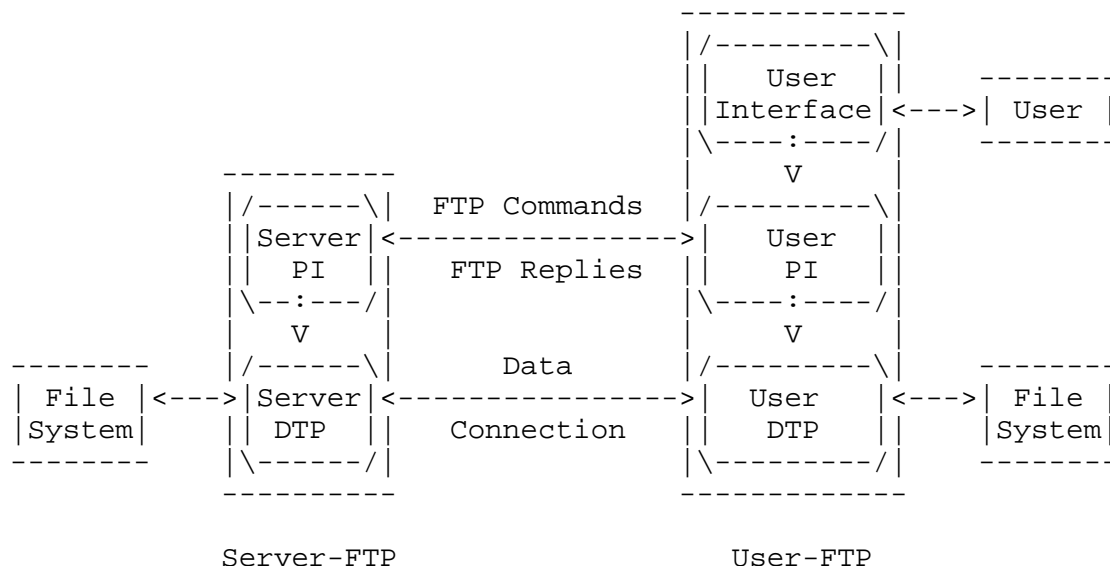 -------------
|/---------\|
||   User  ||    --------
||Interface|<--->| User |
|\----:----/|    --------
----------                |     V     |
|/------\|  FTP Commands  |/---------\|
||Server|<---------------->|   User  ||
||  PI  ||   FTP Replies  ||    PI   ||
|\--:---/|                |\----:----/|
|   V    |                |     V     |
--------    |/------\|      Data      |/---------\|    --------
| File |<--->|Server|<---------------->|  User   |<--->| File |
|System|    || DTP  ||   Connection   ||   DTP   ||    |System|
--------    |\------/|                |\---------/|    --------
----------                -------------
Server-FTP                   User-FTP